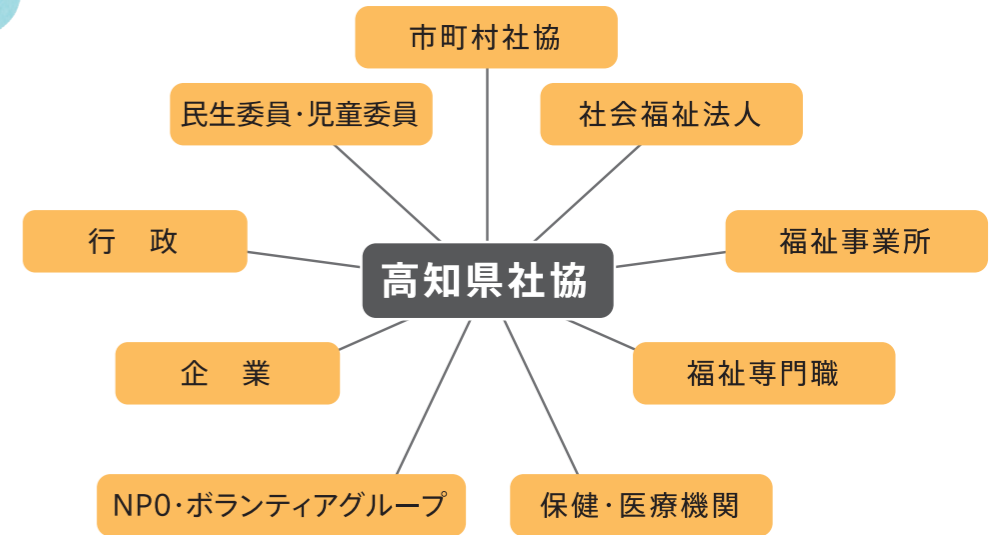 市町村社協
民生委員・児童委員
社会福祉法人
行　政
福祉事業所
高知県社協
企　業
福祉専門職
NPO・ボランティアグループ
保健・医療機関